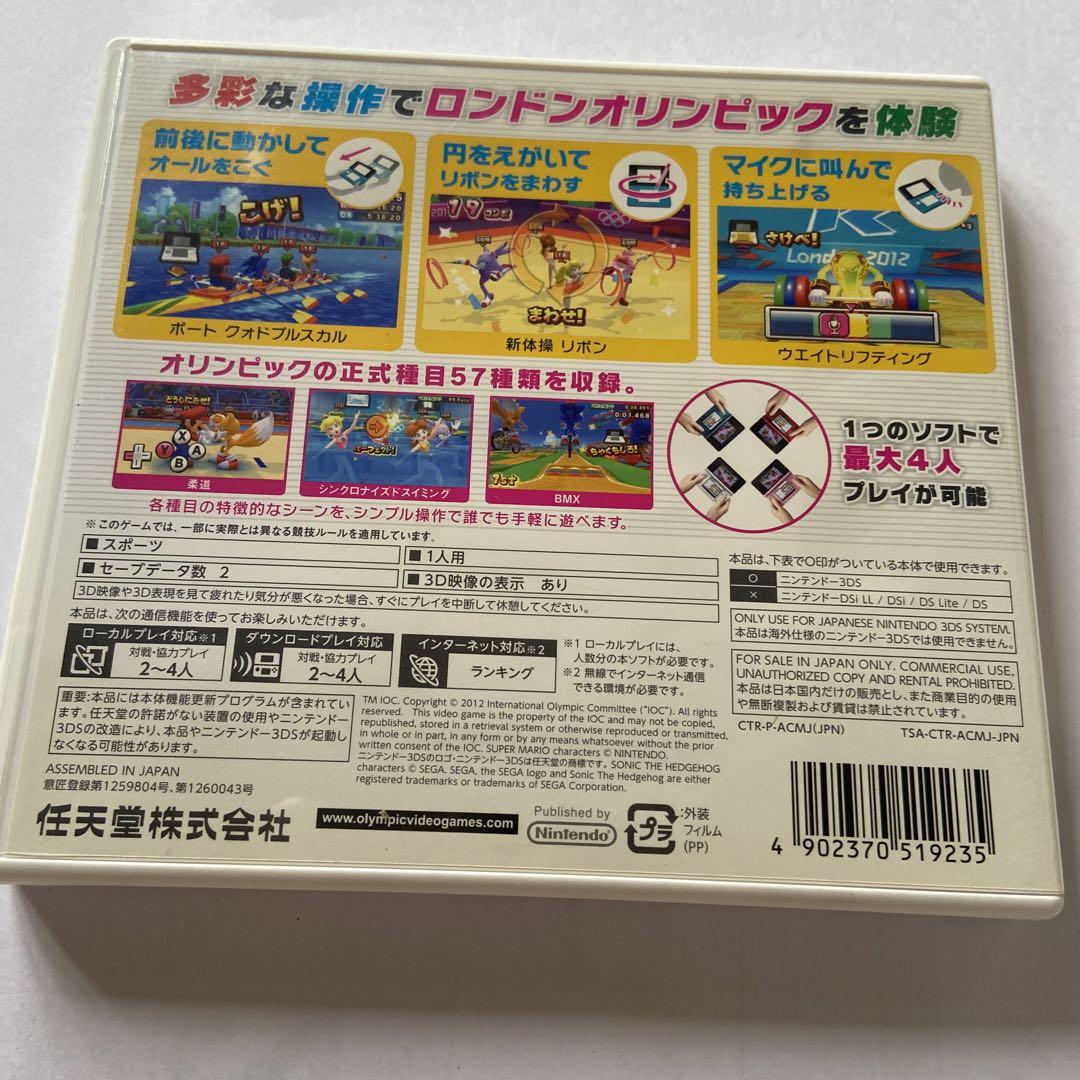 多彩な操作でロンドンオリンピックを体験
前後に動かして
オールをこぐ
こげ!
5:36:20
1P
ボート クォドプルスカル
円をえがいて
リボンをまわす
19 コンボ
com
com
まわせ!
新体操 リボン
マイクに叫んで
持ち上げる
さけべ!
kg
London 2012
ウエイトリフティング
オリンピックの正式種目57種類を収録。
X
Y
A
B
柔道
パーフェクト!
シンクロナイズドスイミング
0:01.468
ちゃくちしろ!
1st
BMX
1つのソフトで
最大4人
プレイが可能
各種目の特徴的なシーンを、シンプル操作で誰でも手軽に遊べます。
※このゲームでは、一部に実際とは異なる競技ルールを適用しています。
■スポーツ
■1人用
■セーブデータ数 2
■3D映像の表示 あり
3D映像や3D表現を見て疲れたり気分が悪くなった場合、すぐにプレイを中断して休憩してください。
本品は、下表で○印がついている本体で使用できます。
○ ニンテンドー3DS
× ニンテンドーDSi LL / DSi / DS Lite / DS
ONLY USE FOR JAPANESE NINTENDO 3DS SYSTEM.
本品は海外仕様のニンテンドー3DSでは使用できません。
FOR SALE IN JAPAN ONLY. COMMERCIAL USE,
UNAUTHORIZED COPY AND RENTAL PROHIBITED.
本品は日本国内だけの販売とし、また商業目的の使用
や無断複製および賃貸は禁止されています。
CTR-P-ACMJ(JPN)
TSA-CTR-ACMJ-JPN
本品は、次の通信機能を使ってお楽しみいただけます。
ローカルプレイ対応※1
対戦・協力プレイ
2〜4人
ダウンロードプレイ対応
対戦・協力プレイ
2〜4人
インターネット対応※2
ランキング
※1 ローカルプレイには、
人数分の本ソフトが必要です。
※2 無線でインターネット通信
できる環境が必要です。
重要:本品には本体機能更新プログラムが含まれてい
ます。任天堂の許諾がない装置の使用やニンテンドー
3DSの改造により、本品やニンテンドー3DSが起動し
なくなる可能性があります。
TM IOC. Copyright © 2012 International Olympic Committee ("IOC"). All rights
reserved. This video game is the property of the IOC and may not be copied,
republished, stored in a retrieval system or otherwise reproduced or transmitted,
in whole or in part, in any form or by any means whatsoever without the prior
written consent of the IOC. SUPER MARIO characters © NINTENDO.
ニンテンドー3DSのロゴ・ニンテンドー3DSは任天堂の商標です。SONIC THE HEDGEHOG
characters © SEGA. SEGA, the SEGA logo and Sonic The Hedgehog are either
registered trademarks or trademarks of SEGA Corporation.
ASSEMBLED IN JAPAN
意匠登録第1259804号、第1260043号
任天堂株式会社
www.olympicvideogames.com
Published by
Nintendo
プラ
:外装
フィルム
(PP)
4 902370 519235